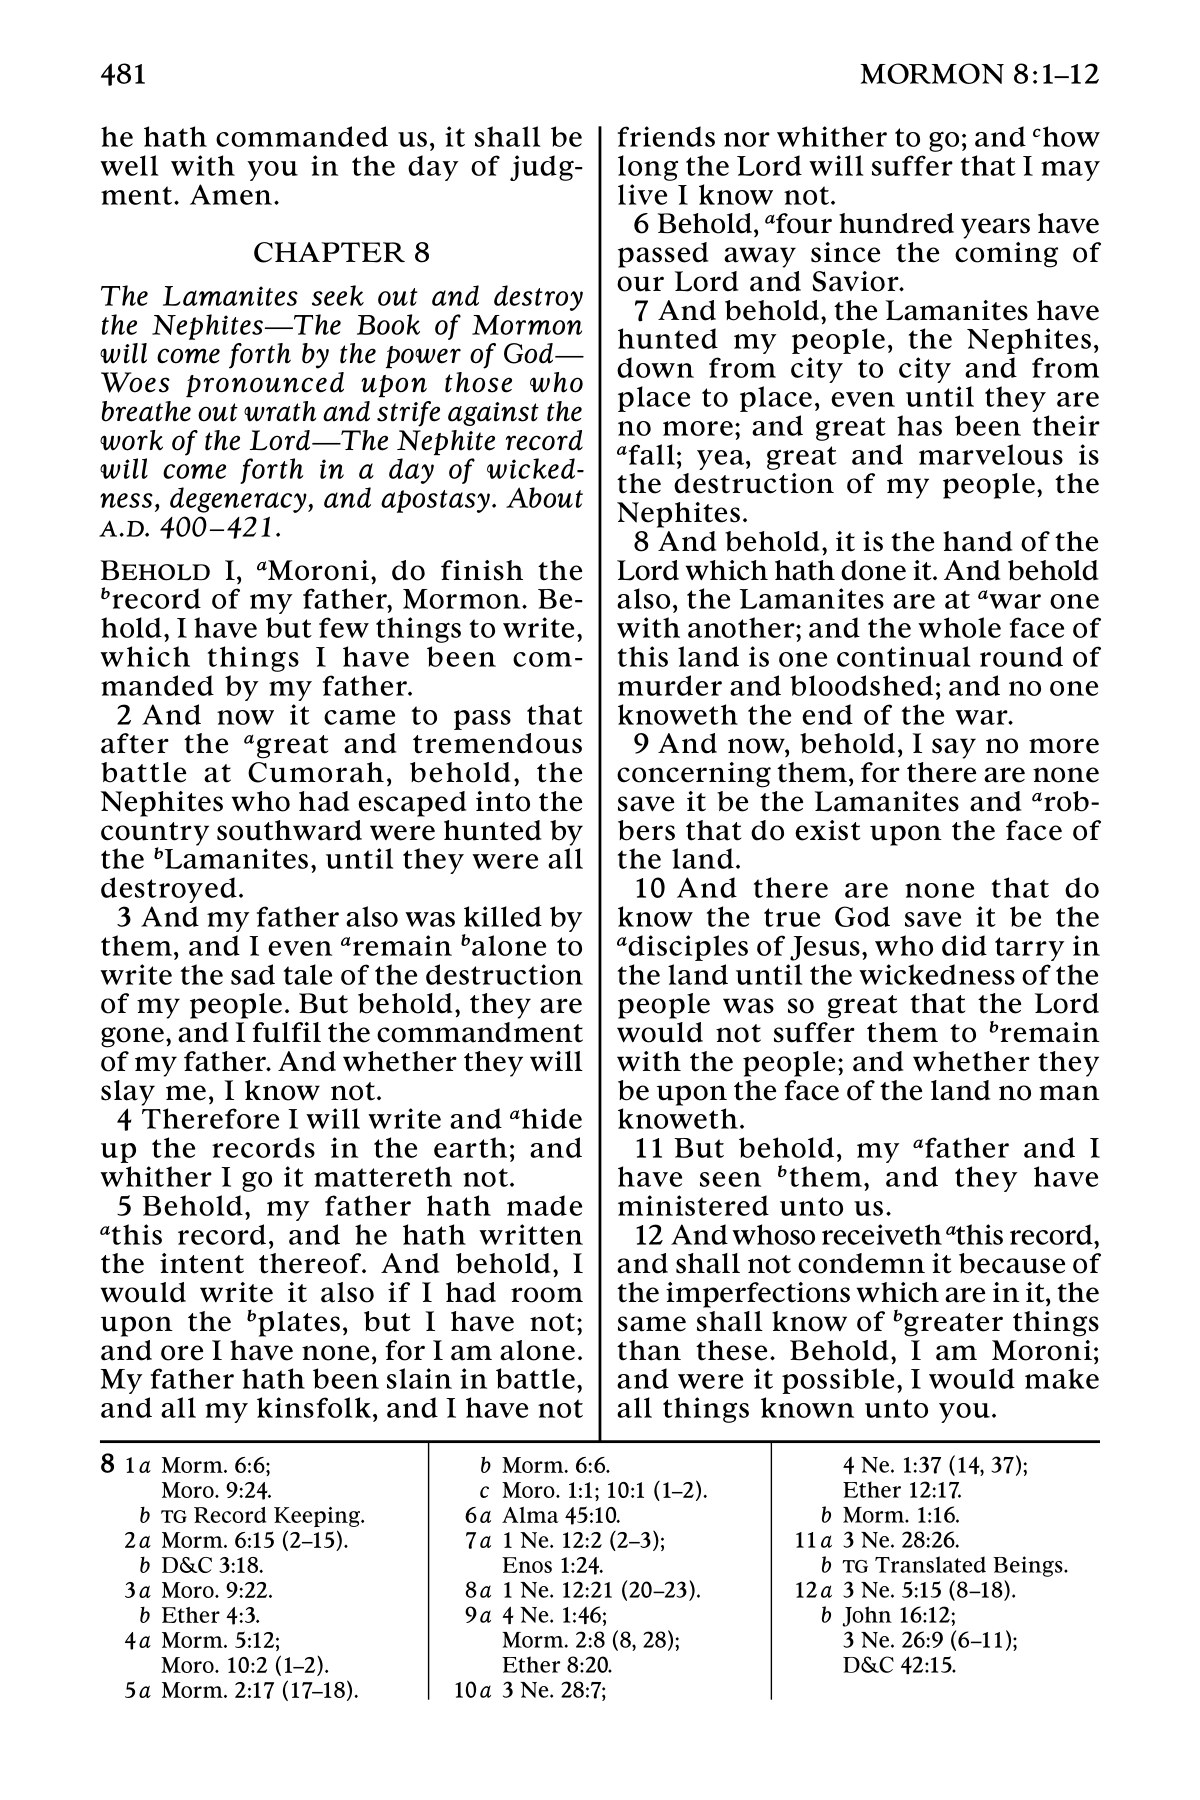 481
MORMON 8:1–12
he hath commanded us, it shall be
well with you in the day of judg-
ment. Amen.
CHAPTER 8
The Lamanites seek out and destroy
the Nephites—The Book of Mormon
will come forth by the power of God—
Woes pronounced upon those who
breathe out wrath and strife against the
work of the Lord—The Nephite record
will come forth in a day of wicked-
ness, degeneracy, and apostasy. About
A.D. 400–421.
BEHOLD I, aMoroni, do finish the
brecord of my father, Mormon. Be-
hold, I have but few things to write,
which things I have been com-
manded by my father.
2 And now it came to pass that
after the agreat and tremendous
battle at Cumorah, behold, the
Nephites who had escaped into the
country southward were hunted by
the bLamanites, until they were all
destroyed.
3 And my father also was killed by
them, and I even aremain balone to
write the sad tale of the destruction
of my people. But behold, they are
gone, and I fulfil the commandment
of my father. And whether they will
slay me, I know not.
4 Therefore I will write and ahide
up the records in the earth; and
whither I go it mattereth not.
5 Behold, my father hath made
athis record, and he hath written
the intent thereof. And behold, I
would write it also if I had room
upon the bplates, but I have not;
and ore I have none, for I am alone.
My father hath been slain in battle,
and all my kinsfolk, and I have not
friends nor whither to go; and chow
long the Lord will suffer that I may
live I know not.
6 Behold, afour hundred years have
passed away since the coming of
our Lord and Savior.
7 And behold, the Lamanites have
hunted my people, the Nephites,
down from city to city and from
place to place, even until they are
no more; and great has been their
afall; yea, great and marvelous is
the destruction of my people, the
Nephites.
8 And behold, it is the hand of the
Lord which hath done it. And behold
also, the Lamanites are at awar one
with another; and the whole face of
this land is one continual round of
murder and bloodshed; and no one
knoweth the end of the war.
9 And now, behold, I say no more
concerning them, for there are none
save it be the Lamanites and arob-
bers that do exist upon the face of
the land.
10 And there are none that do
know the true God save it be the
adisciples of Jesus, who did tarry in
the land until the wickedness of the
people was so great that the Lord
would not suffer them to bremain
with the people; and whether they
be upon the face of the land no man
knoweth.
11 But behold, my afather and I
have seen bthem, and they have
ministered unto us.
12 And whoso receiveth athis record,
and shall not condemn it because of
the imperfections which are in it, the
same shall know of bgreater things
than these. Behold, I am Moroni;
and were it possible, I would make
all things known unto you.
8 1a Morm. 6:6;
Moro. 9:24.
b TG Record Keeping.
2a Morm. 6:15 (2–15).
b D&C 3:18.
3a Moro. 9:22.
b Ether 4:3.
4a Morm. 5:12;
Moro. 10:2 (1–2).
5a Morm. 2:17 (17–18).
b Morm. 6:6.
c Moro. 1:1; 10:1 (1–2).
6a Alma 45:10.
7a 1 Ne. 12:2 (2–3);
Enos 1:24.
8a 1 Ne. 12:21 (20–23).
9a 4 Ne. 1:46;
Morm. 2:8 (8, 28);
Ether 8:20.
10a 3 Ne. 28:7;
4 Ne. 1:37 (14, 37);
Ether 12:17.
b Morm. 1:16.
11a 3 Ne. 28:26.
b TG Translated Beings.
12a 3 Ne. 5:15 (8–18).
b John 16:12;
3 Ne. 26:9 (6–11);
D&C 42:15.